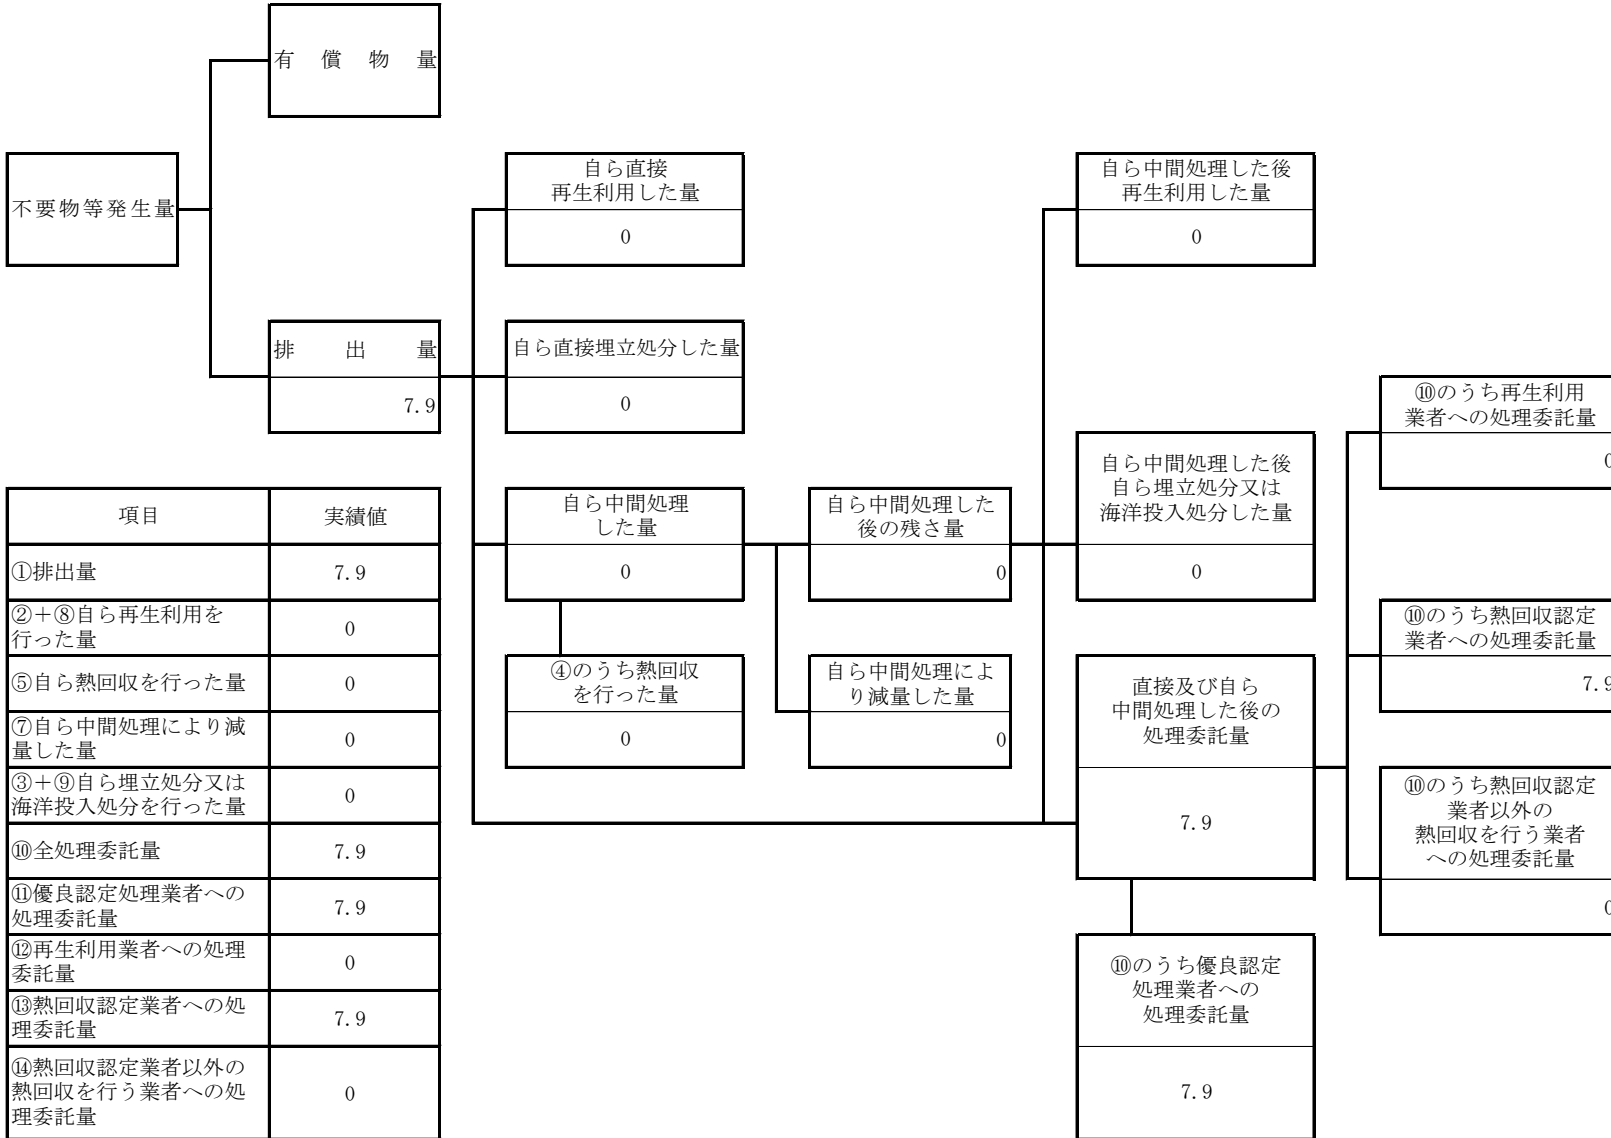 有償物量
不要物等発生量
排出量
7.9
自ら直接
再生利用した量
0
自ら直接埋立処分した量
0
自ら中間処理
した量
0
④のうち熱回収
を行った量
0
自ら中間処理した
後の残さ量
0
自ら中間処理によ
り減量した量
0
自ら中間処理した後
再生利用した量
0
自ら中間処理した後
自ら埋立処分又は
海洋投入処分した量
0
直接及び自ら
中間処理した後の
処理委託量
7.9
⑩のうち優良認定
処理業者への
処理委託量
7.9
⑩のうち再生利用
業者への処理委託量
0
⑩のうち熱回収認定
業者への処理委託量
7.9
⑩のうち熱回収認定
業者以外の
熱回収を行う業者
への処理委託量
0
項目 実績値
①排出量 7.9
②+⑧自ら再生利用を
行った量 0
⑤自ら熱回収を行った量 0
⑦自ら中間処理により減
量した量 0
③+⑨自ら埋立処分又は
海洋投入処分を行った量 0
⑩全処理委託量 7.9
⑪優良認定処理業者への
処理委託量 7.9
⑫再生利用業者への処理
委託量 0
⑬熱回収認定業者への処
理委託量 7.9
⑭熱回収認定業者以外の
熱回収を行う業者への処
理委託量 0